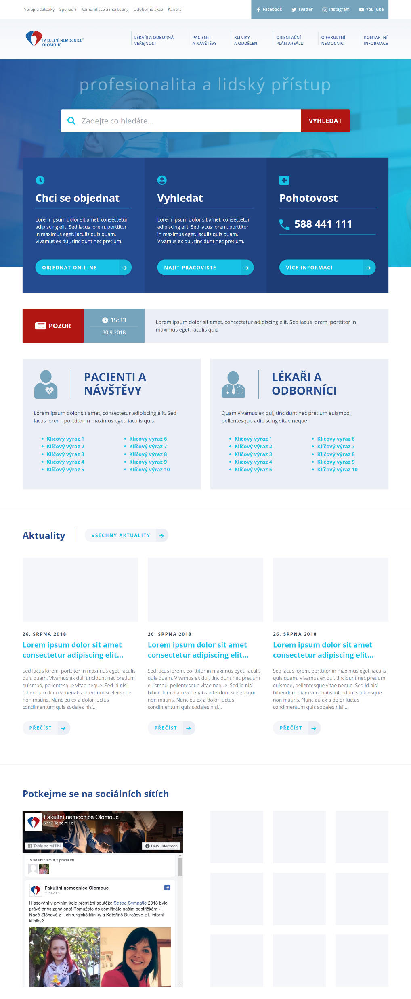 Veřejné zakázky Sponzoři Komunikace a marketing Odoborné akce Kariéra
Facebook Twitter Instagram YouTube
FAKULTNÍ NEMOCNICE
OLOMOUC
LÉKAŘI A ODBORNÁ
VEŘEJNOST
PACIENTI
A NÁVŠTĚVY
KLINIKY
A ODDĚLENÍ
ORIENTAČNÍ
PLÁN AREÁLU
O FAKULTNÍ
NEMOCNICI
KONTAKTNÍ
INFORMACE
profesionalita a lidský přístup
Zadejte co hledáte...
VYHLEDAT
Chci se objednat
Lorem ipsum dolor sit amet, consectetur
adipiscing elit. Sed lacus lorem, porttitor
in maximus eget, iaculis quis quam.
Vivamus ex dui, tincidunt nec pretium.
OBJEDNAT ON-LINE
Vyhledat
Lorem ipsum dolor sit amet, consectetur
adipiscing elit. Sed lacus lorem, porttitor
in maximus eget, iaculis quis quam.
Vivamus ex dui, tincidunt nec pretium.
NAJÍT PRACOVIŠTĚ
Pohotovost
588 441 111
VÍCE INFORMACÍ
POZOR
15:33
30.9.2018
Lorem ipsum dolor sit amet, consectetur adipiscing elit. Sed lacus lorem, porttitor in
maximus eget, iaculis quis.
PACIENTI A
NÁVŠTĚVY
Lorem ipsum dolor sit amet, consectetur adipiscing elit. Sed
lacus lorem, porttitor in maximus eget, iaculis quis.
• Klíčový výraz 1
• Klíčový výraz 2
• Klíčový výraz 3
• Klíčový výraz 4
• Klíčový výraz 5
• Klíčový výraz 6
• Klíčový výraz 7
• Klíčový výraz 8
• Klíčový výraz 9
• Klíčový výraz 10
LÉKAŘI A
ODBORNÍCI
Quam vivamus ex dui, tincidunt nec pretium euismod,
pellentesque adipiscing vitae neque.
• Klíčový výraz 1
• Klíčový výraz 2
• Klíčový výraz 3
• Klíčový výraz 4
• Klíčový výraz 5
• Klíčový výraz 6
• Klíčový výraz 7
• Klíčový výraz 8
• Klíčový výraz 9
• Klíčový výraz 10
Aktuality
VŠECHNY AKTUALITY
26. SRPNA 2018
Lorem ipsum dolor sit amet
consectetur adipiscing elit...
Sed lacus lorem, porttitor in maximus eget, iaculis
quis quam. Vivamus ex dui, tincidunt nec pretium
euismod, pellentesque vitae neque. Sed id nisi
bibendum diam venenatis interdum scelerisque
non mauris. Nunc eu ex a dolor luctus
condimentum quis sodales nisi...
PŘEČÍST
26. SRPNA 2018
Lorem ipsum dolor sit amet
consectetur adipiscing elit...
Sed lacus lorem, porttitor in maximus eget, iaculis
quis quam. Vivamus ex dui, tincidunt nec pretium
euismod, pellentesque vitae neque. Sed id nisi
bibendum diam venenatis interdum scelerisque
non mauris. Nunc eu ex a dolor luctus
condimentum quis sodales nisi...
PŘEČÍST
26. SRPNA 2018
Lorem ipsum dolor sit amet
consectetur adipiscing elit...
Sed lacus lorem, porttitor in maximus eget, iaculis
quis quam. Vivamus ex dui, tincidunt nec pretium
euismod, pellentesque vitae neque. Sed id nisi
bibendum diam venenatis interdum scelerisque
non mauris. Nunc eu ex a dolor luctus
condimentum quis sodales nisi...
PŘEČÍST
Potkejme se na sociálních sítích
Fakultní nemocnice Olomouc
6 117 To se mi líbí
Tohle se mi líbí
Další informace
To se líbí vám a 2 přátelům
Fakultní nemocnice Olomouc
před 20 h
Hlasování v prvním kole prestižní soutěže Sestra Sympatie 2018 bylo
právě dnes zahájeno! Pomůžete do semifinále našim sestřičkám -
Nadě Sléhové z I. chirurgické kliniky a Kateřině Burešové z I. interní
kliniky?